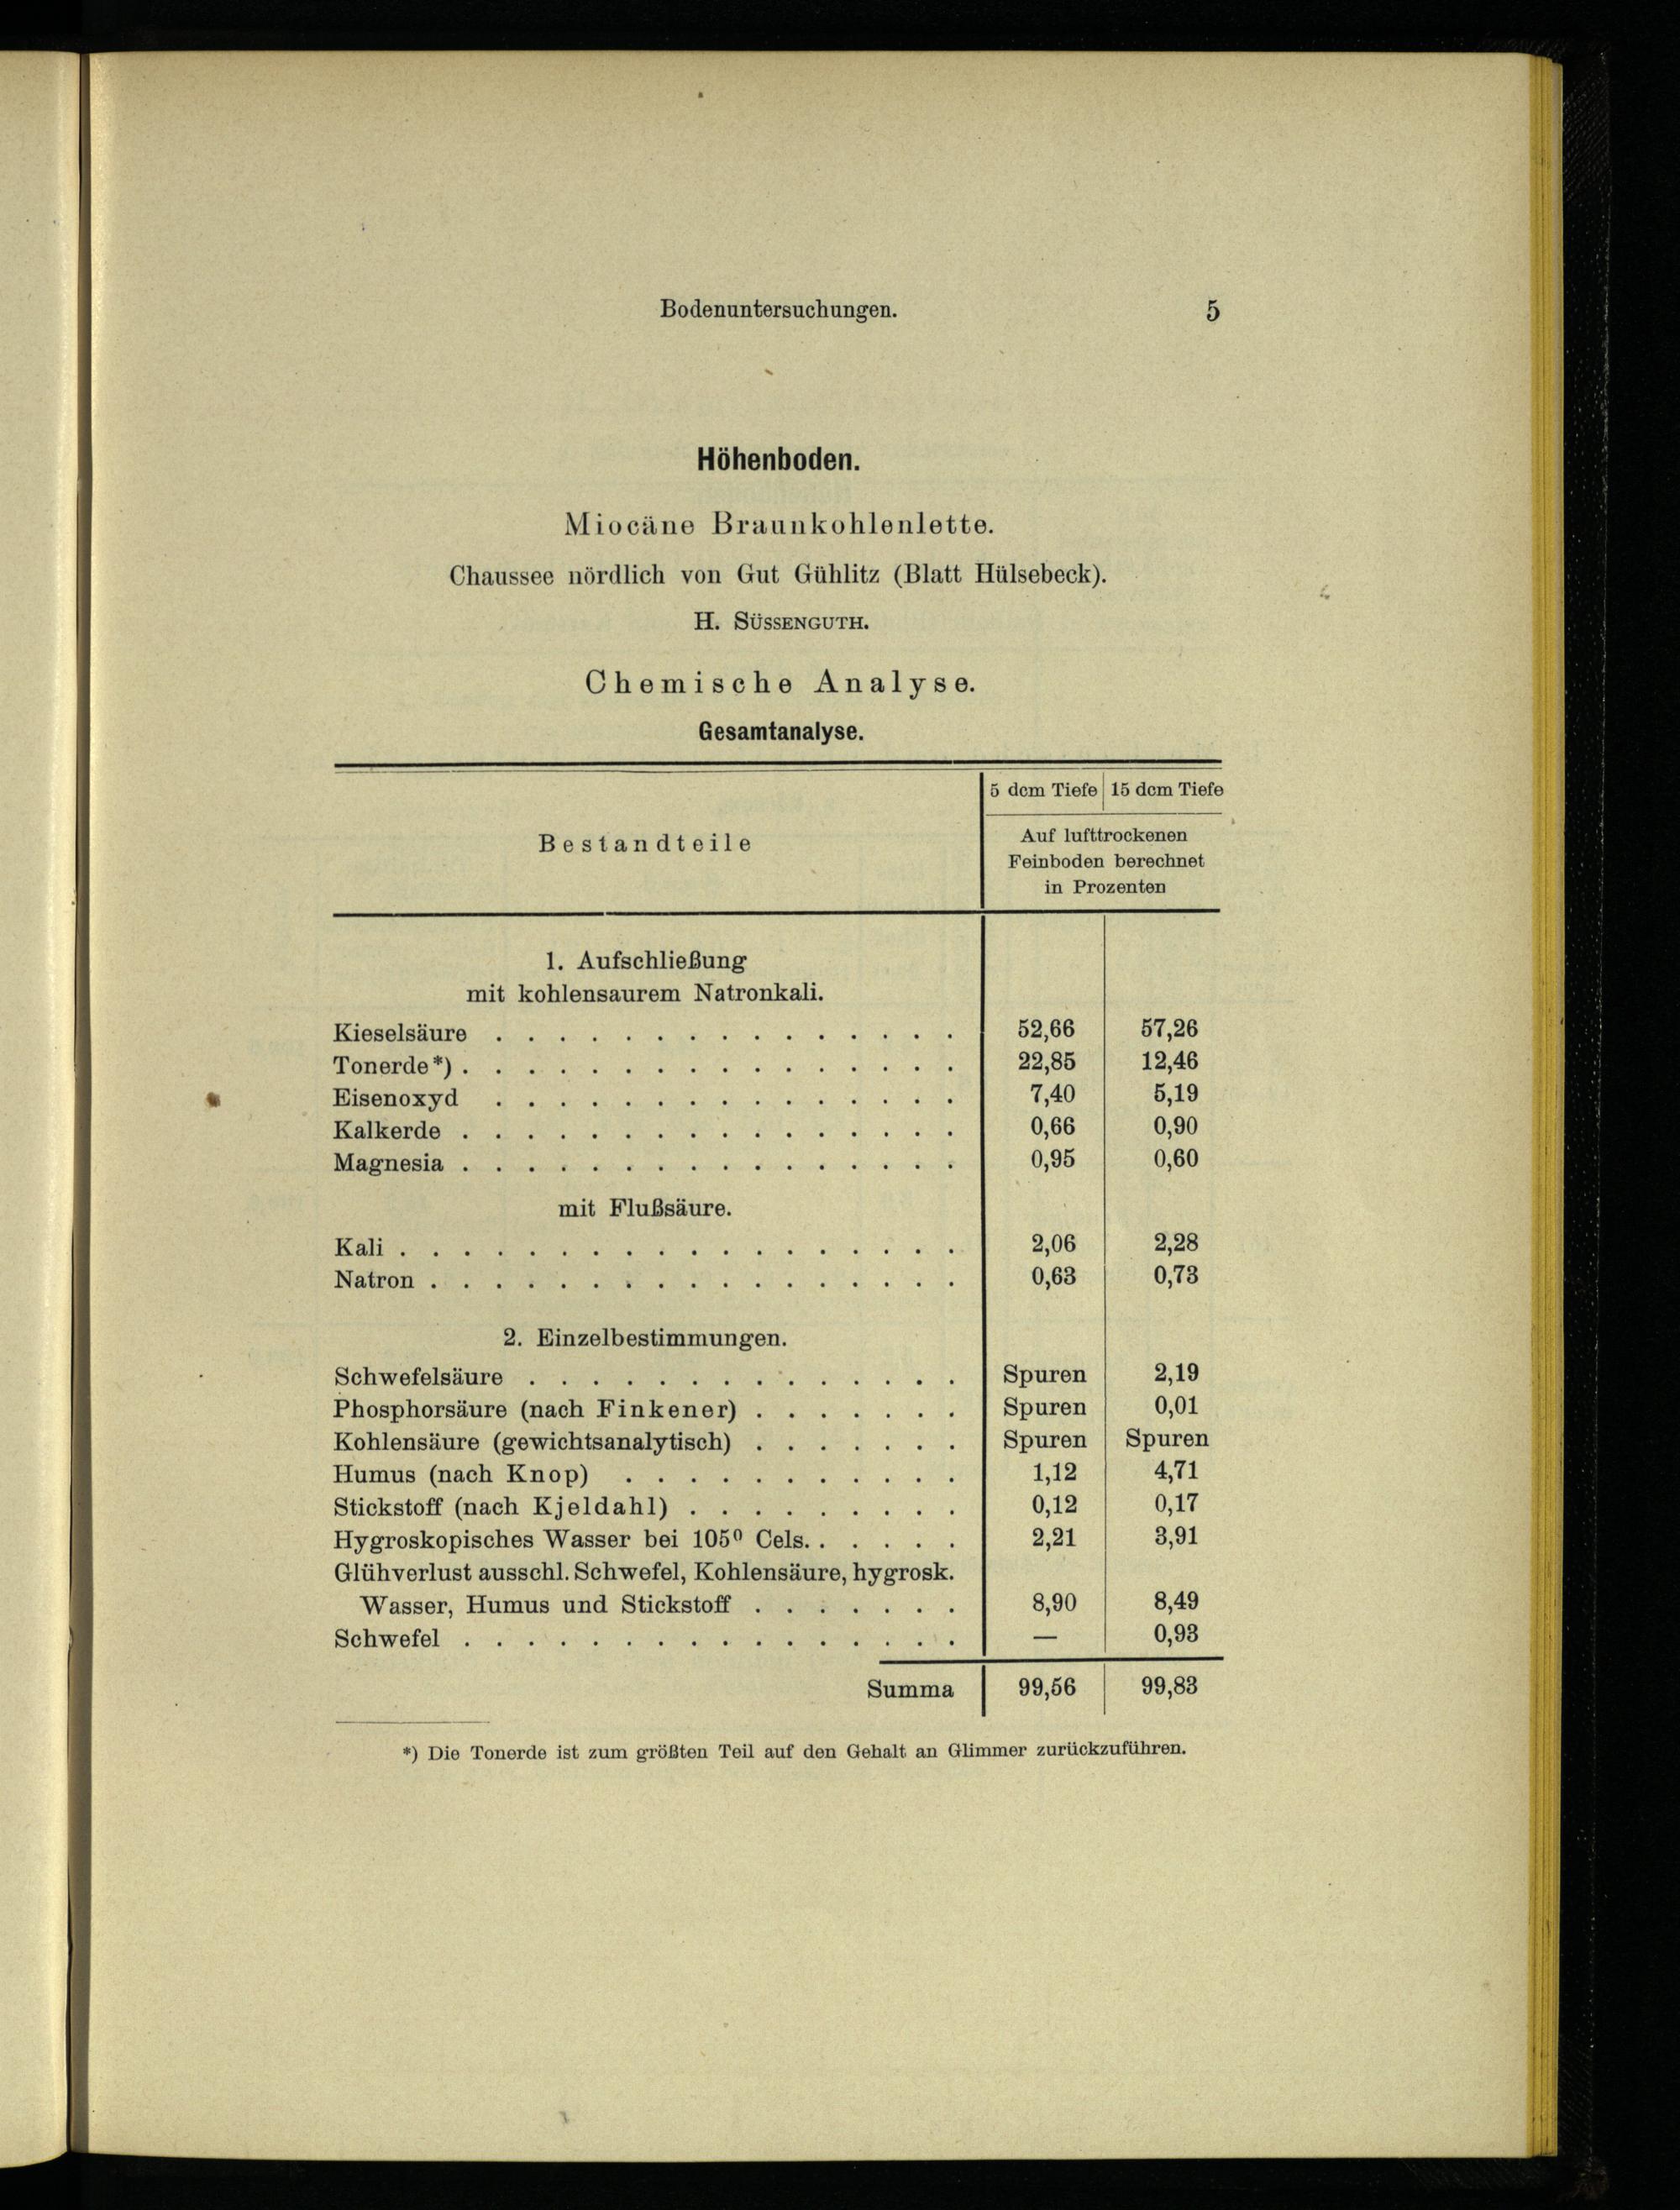 Bodenuntersuchungen. 5
Höhenboden.
Miocäne Braunkohlenlette.
Chaussee nördlich von Gut Gühlitz (Blatt Hülsebeck).
H. SÜSSENGUTH.
Chemische Analyse.
Gesamtanalyse.
Bestandteile
5 dcm Tiefe 15 dcm Tiefe
Auf lufttrockenen
Feinboden berechnet
in Prozenten
1. Aufschließung
mit kohlensaurem Natronkali.
Kieselsäure . . . . . . . . . . . . . . . 52,66 57,26
Tonerde*) . . . . . . . . . . . . . . . . 22,85 12,46
Eisenoxyd . . . . . . . . . . . . . . . 7,40 5,19
Kalkerde . . . . . . . . . . . . . . . . 0,66 0,90
Magnesia . . . . . . . . . . . . . . . . 0,95 0,60
mit Flußsäure.
Kali . . . . . . . . . . . . . . . . . . 2,06 2,28
Natron . . . . . . . . . . . . . . . . . 0,63 0,73
2. Einzelbestimmungen.
Schwefelsäure . . . . . . . . . . . . . . Spuren 2,19
Phosphorsäure (nach Finkener) . . . . . . . Spuren 0,01
Kohlensäure (gewichtsanalytisch) . . . . . . . Spuren Spuren
Humus (nach Knop) . . . . . . . . . . . 1,12 4,71
Stickstoff (nach Kjeldahl) . . . . . . . . . 0,12 0,17
Hygroskopisches Wasser bei 105⁰ Cels. . . . . . 2,21 3,91
Glühverlust ausschl. Schwefel, Kohlensäure, hygrosk.
Wasser, Humus und Stickstoff . . . . . . . 8,90 8,49
Schwefel . . . . . . . . . . . . . . . . — 0,93
Summa 99,56 99,83
*) Die Tonerde ist zum größten Teil auf den Gehalt an Glimmer zurückzuführen.